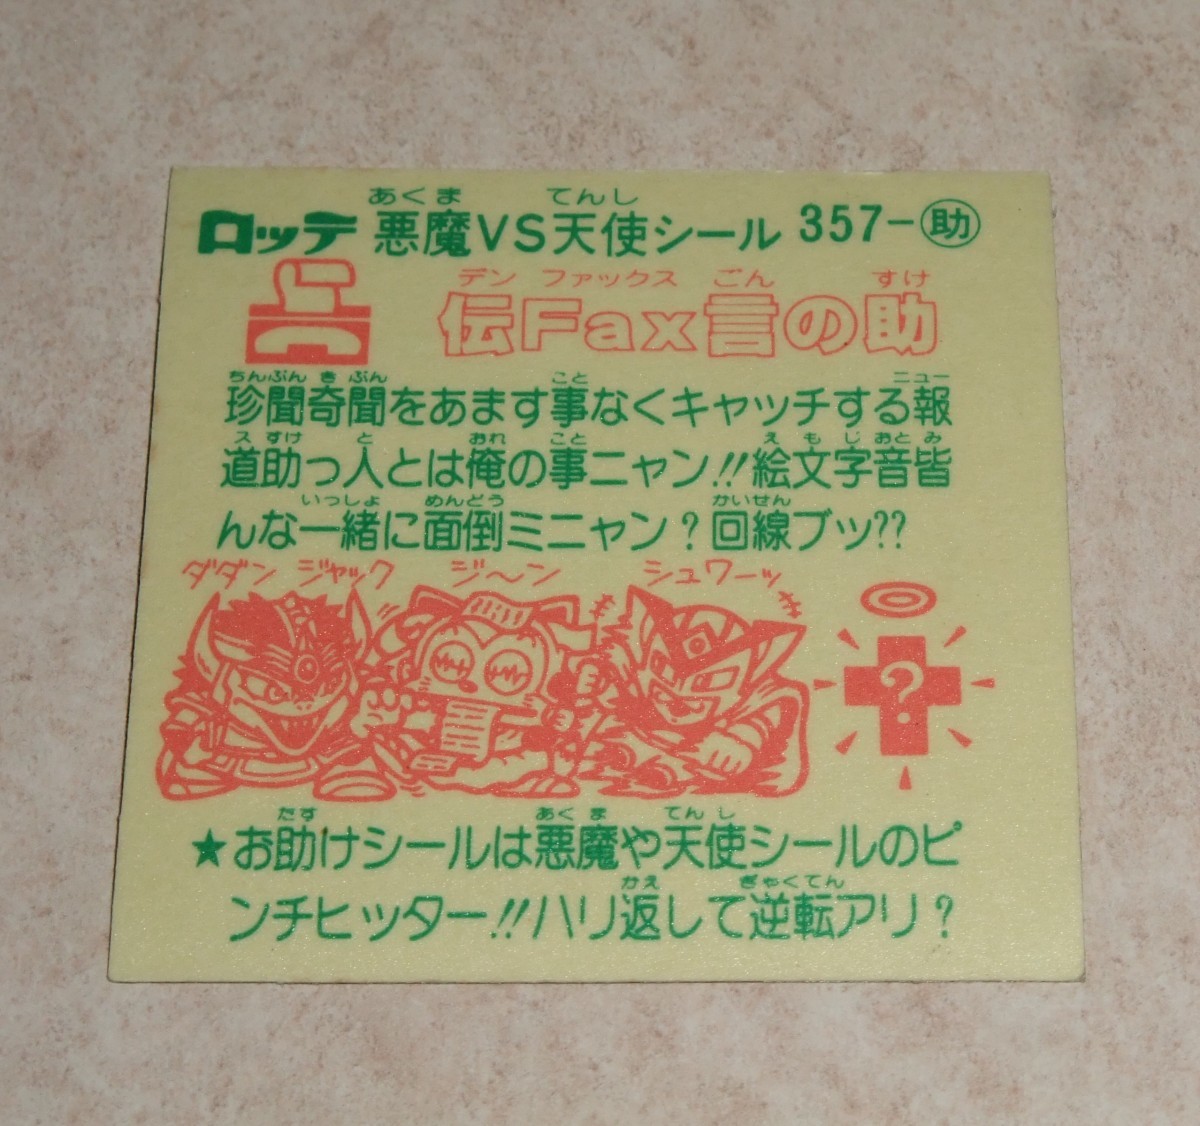 あくま てんし
ロッテ 悪魔VS天使シール 357-助
デン ファックス ごん すけ
伝Fax言の助
ちんぶん き ぶん こと ニュー
珍聞奇聞をあます事なくキャッチする報
ス すけ と おれ こと え も じ おと み
道助っ人とは俺の事ニャン!!絵文字音皆
いっしょ めんどう かいせん
んな一緒に面倒ミニャン?回線ブッ??
ダダン ジャック ジ〜ン シュワーッ
?
たす あく ま てん し
★お助けシールは悪魔や天使シールのピ
かえ ぎゃくてん
ンチヒッター!!ハリ返して逆転アリ?